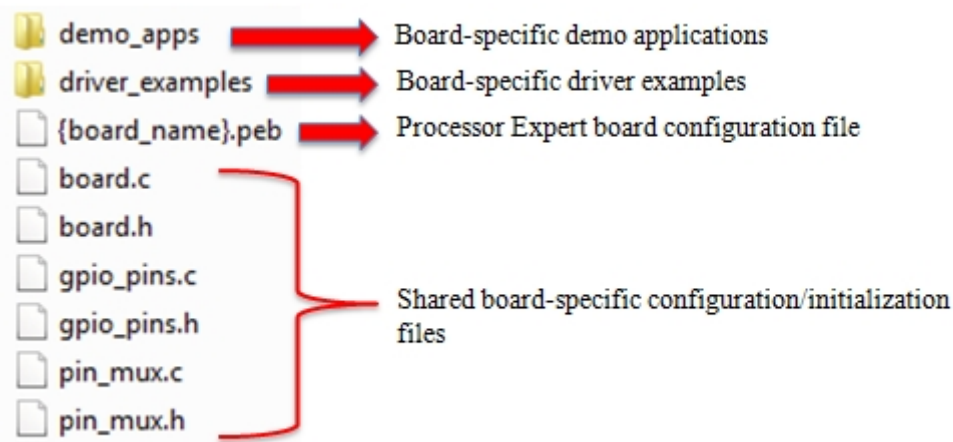 demo_apps Board-specific demo applications
driver_examples Board-specific driver examples
{board_name}.peb Processor Expert board configuration file
board.c
board.h
gpio_pins.c
gpio_pins.h
pin_mux.c
pin_mux.h
Shared board-specific configuration/initialization
files